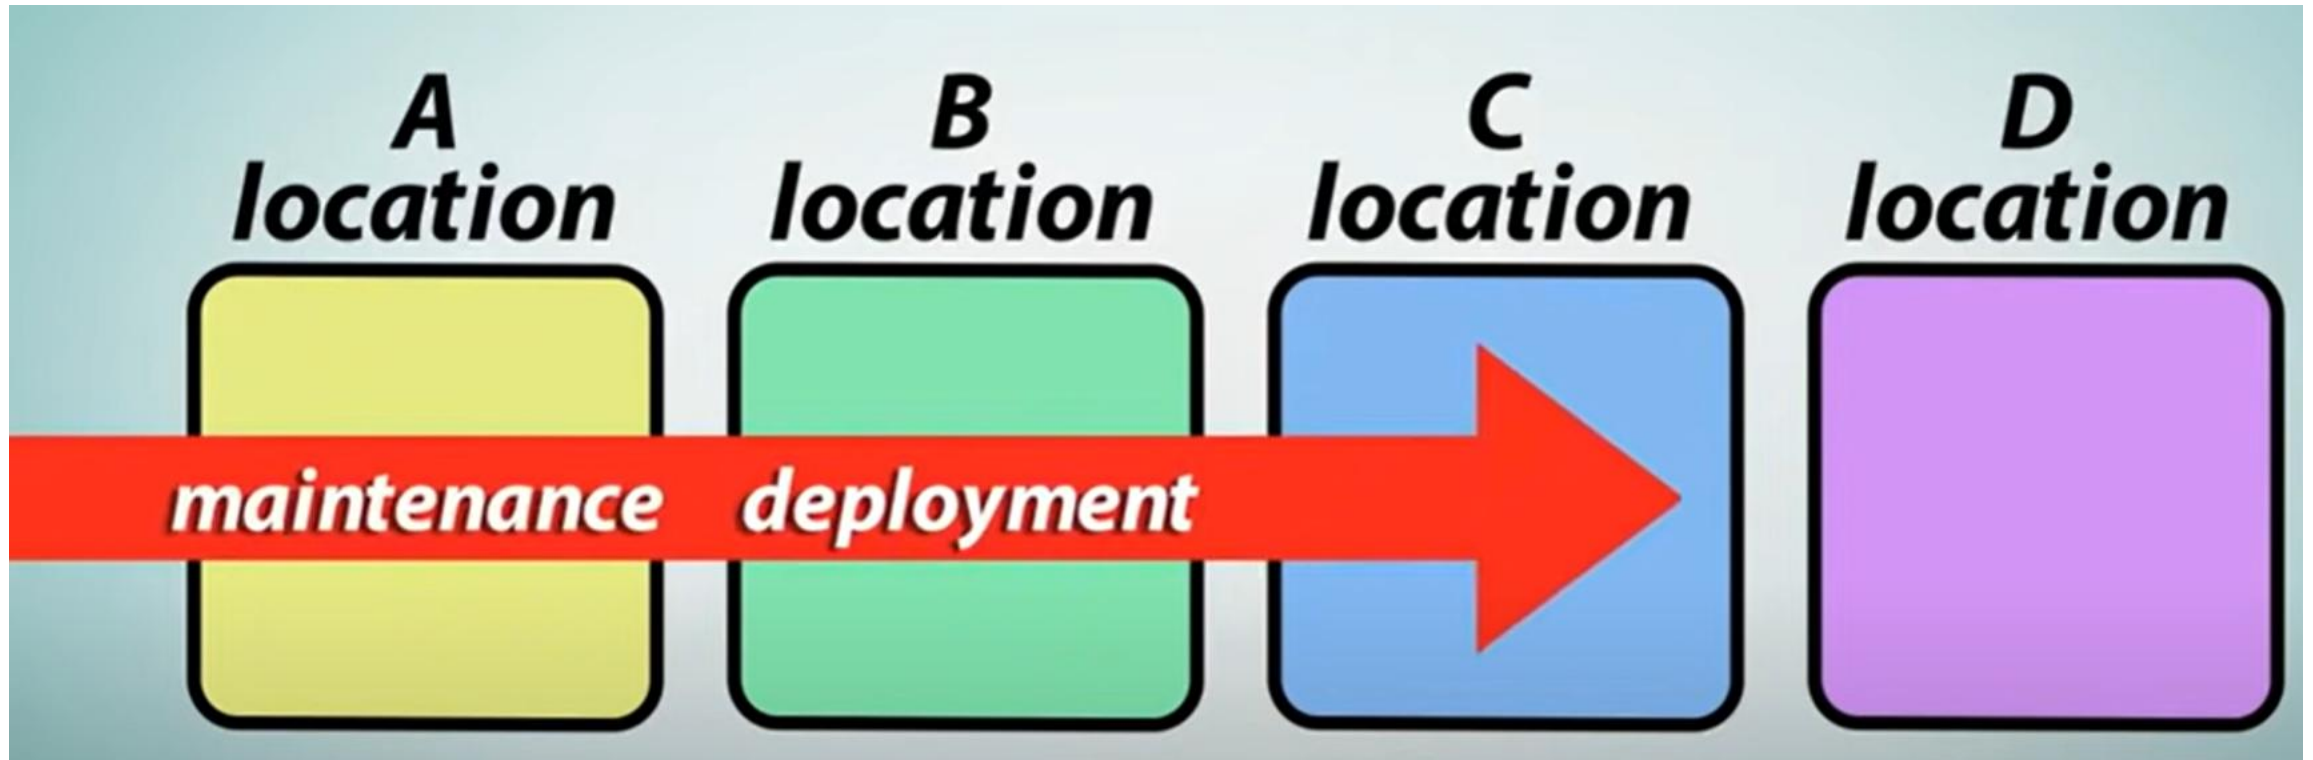 A
location
B
location
C
location
D
location
maintenance deployment